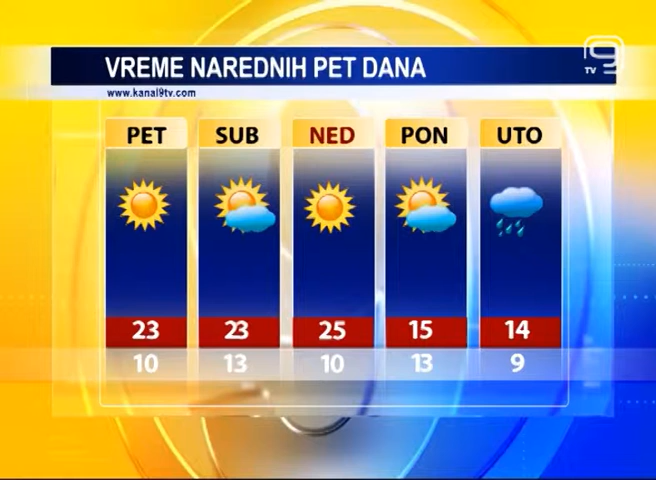 VREME NAREDNIH PET DANA
TV 9
www.kanal9tv.com
PET SUB NED PON UTO
23 23 25 15 14
10 13 10 13 9